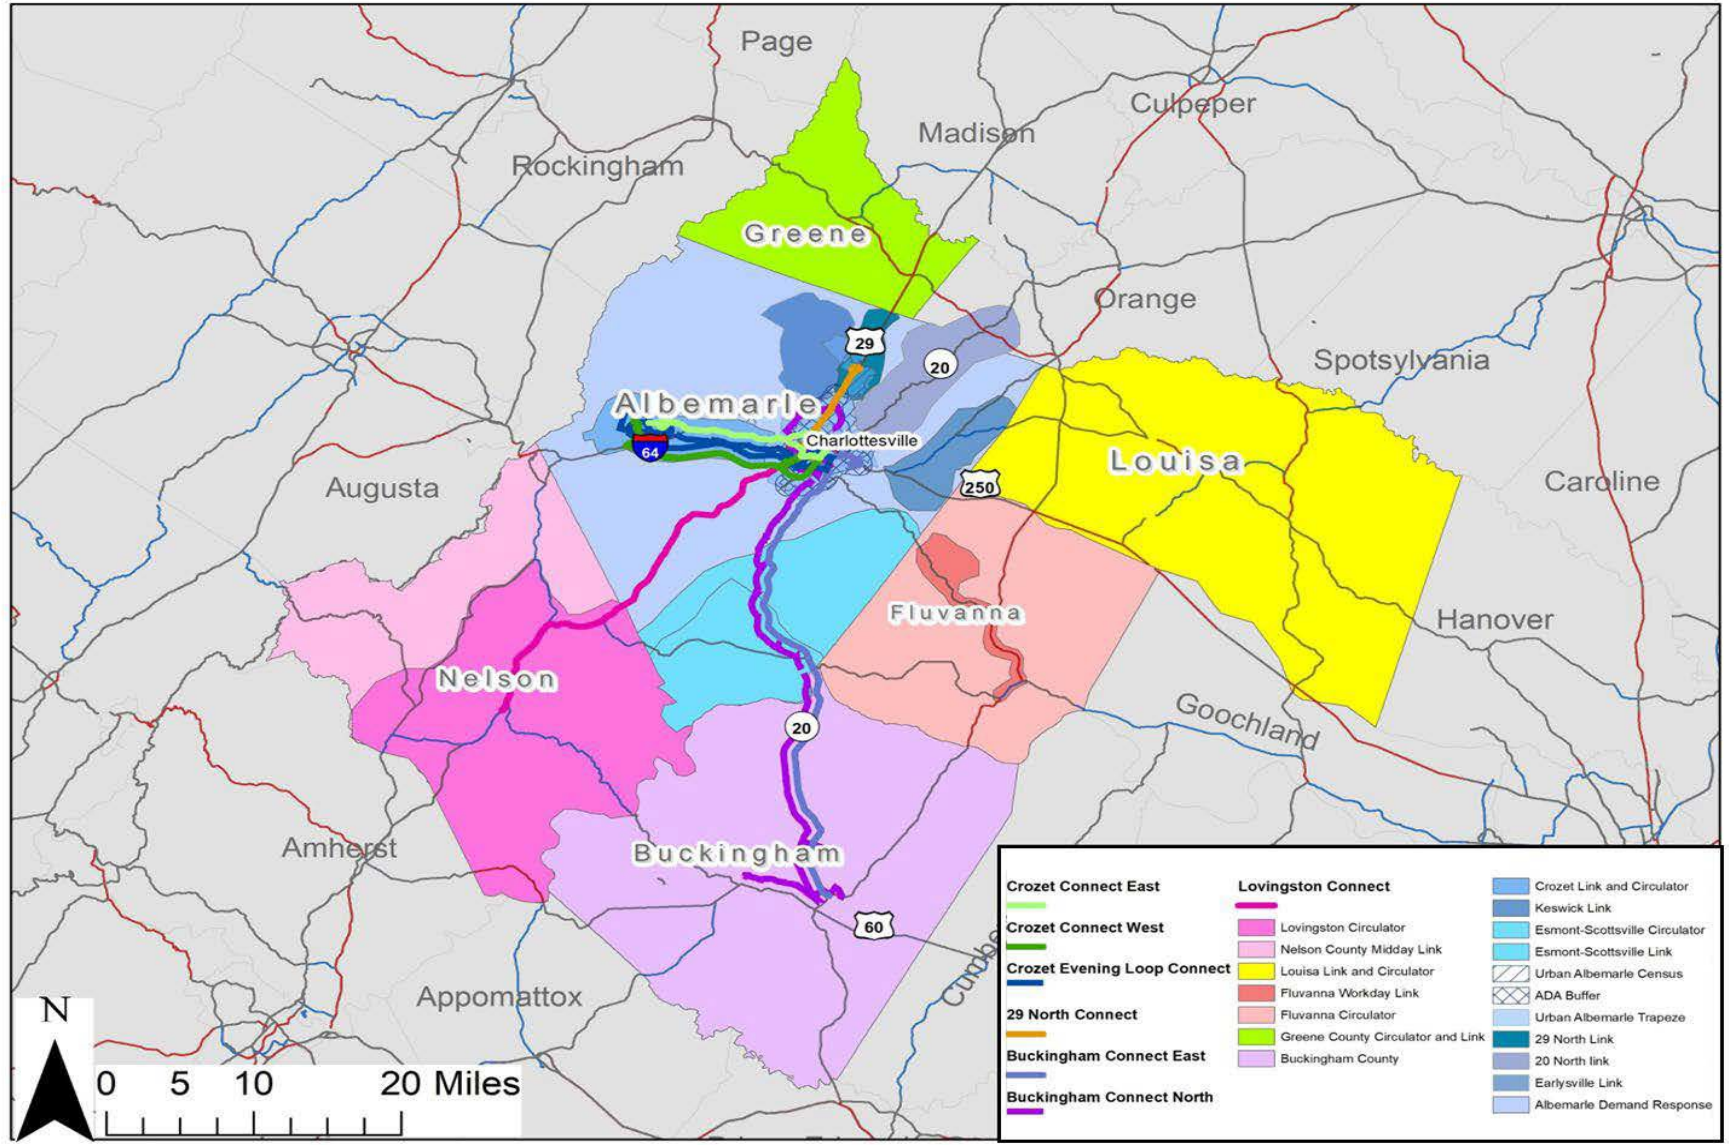 Page
Culpeper
Madison
Rockingham
Greene
Orange
29
Spotsylvania
20
Albemarle
Charlottesville
64
Louisa
Augusta
250
Caroline
Fluvanna
Hanover
Nelson
Goochland
20
Amherst
Buckingham
60
Appomattox
Cumbe
N
0 5 10 20 Miles
Crozet Connect East
Crozet Connect West
Crozet Evening Loop Connect
29 North Connect
Buckingham Connect East
Buckingham Connect North
Lovingston Connect
Lovingston Circulator
Nelson County Midday Link
Louisa Link and Circulator
Fluvanna Workday Link
Fluvanna Circulator
Greene County Circulator and Link
Buckingham County
Crozet Link and Circulator
Keswick Link
Esmont-Scottsville Circulator
Esmont-Scottsville Link
Urban Albemarle Census
ADA Buffer
Urban Albemarle Trapeze
29 North Link
20 North link
Earlysville Link
Albemarle Demand Response